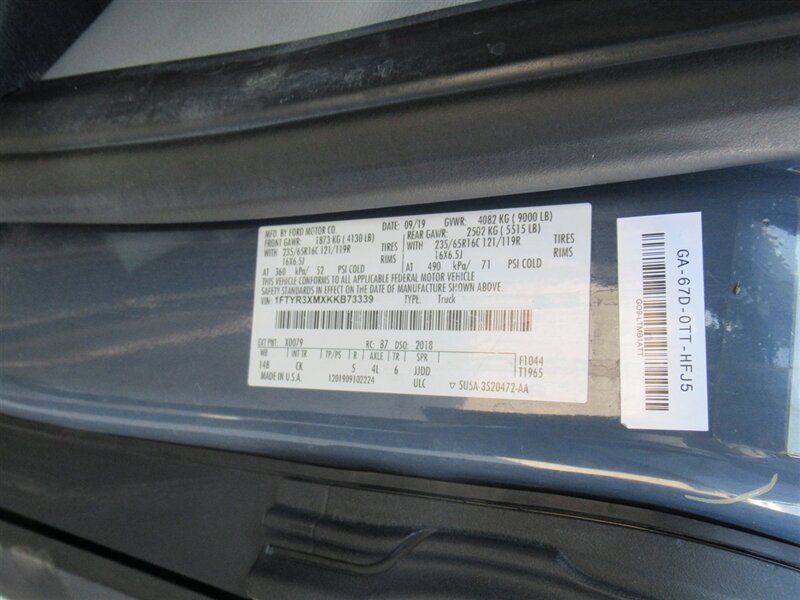 MFD. BY FORD MOTOR CO.
DATE: 09/19 GVWR: 4082 KG ( 9000 LB)
FRONT GAWR: 1873 KG ( 4130 LB) REAR GAWR: 2502 KG ( 5515 LB)
WITH 235/65R16C 121/119R TIRES WITH 235/65R16C 121/119R TIRES
16X6.5J RIMS 16X6.5J RIMS
AT 360 kPa/ 52 PSI COLD AT 490 kPa/ 71 PSI COLD
THIS VEHICLE CONFORMS TO ALL APPLICABLE FEDERAL MOTOR VEHICLE
SAFETY STANDARDS IN EFFECT ON THE DATE OF MANUFACTURE SHOWN ABOVE.
VIN: 1FTYR3XMXKKB73339 TYPE: Truck
EXT PNT: X0079 RC: B7 DSO: 2018
WB INT TR TP/PS R AXLE TR SPR F1044
14B CK 5 4L 6 JJDD T1965
MADE IN U.S.A. 1201909102224 ULC ▽ SU5A-3520472-AA
GA-67D-0TT-HFJ5